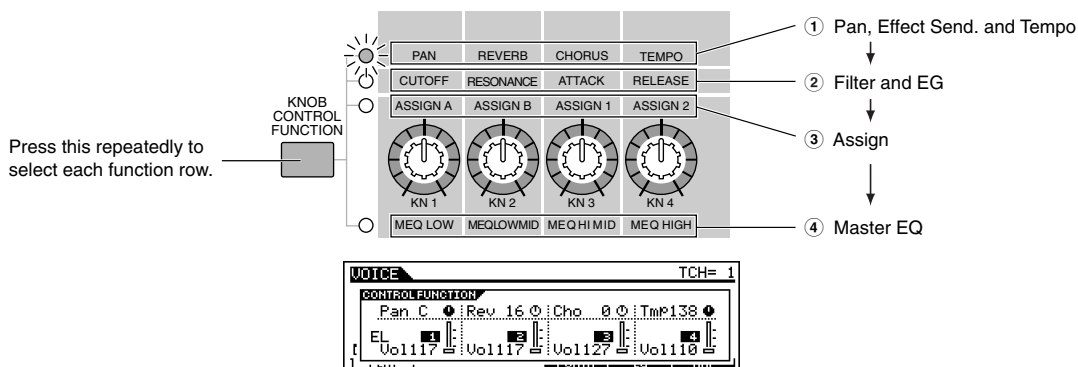 ① Pan, Effect Send. and Tempo
PAN REVERB CHORUS TEMPO
② Filter and EG
CUTOFF RESONANCE ATTACK RELEASE
KNOB
CONTROL
FUNCTION
ASSIGN A ASSIGN B ASSIGN 1 ASSIGN 2
③ Assign
Press this repeatedly to
select each function row.
KN 1 KN 2 KN 3 KN 4
④ Master EQ
MEQ LOW MEQLOWMID MEQ HI MID MEQ HIGH
VOICE TCH= 1
CONTROL FUNCTION
Pan C Rev 16 Cho 0 Tmp138
EL 1 2 3 4
Vol117 Vol117 Vol127 Vol110